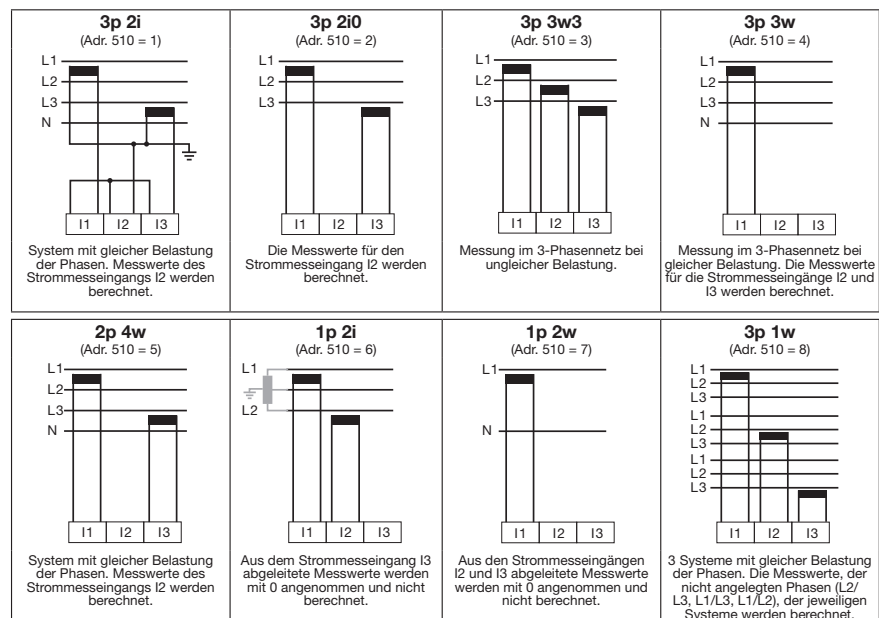 3p 2i
(Adr. 510 = 1)
L1
L2
L3
N
I1 I2 I3
System mit gleicher Belastung
der Phasen. Messwerte des
Strommesseingangs I2 werden
berechnet.
3p 2i0
(Adr. 510 = 2)
L1
L2
L3
I1 I2 I3
Die Messwerte für den
Strommesseingang I2 werden
berechnet.
3p 3w3
(Adr. 510 = 3)
L1
L2
L3
I1 I2 I3
Messung im 3-Phasennetz bei
ungleicher Belastung.
3p 3w
(Adr. 510 = 4)
L1
L2
L3
N
I1 I2 I3
Messung im 3-Phasennetz bei
gleicher Belastung. Die Messwerte
für die Strommesseingänge I2 und
I3 werden berechnet.
2p 4w
(Adr. 510 = 5)
L1
L2
L3
N
I1 I2 I3
System mit gleicher Belastung
der Phasen. Messwerte des
Strommesseingangs I2 werden
berechnet.
1p 2i
(Adr. 510 = 6)
L1
L2
I1 I2 I3
Aus dem Strommesseingang I3
abgeleitete Messwerte werden
mit 0 angenommen und nicht
berechnet.
1p 2w
(Adr. 510 = 7)
L1
N
I1 I2 I3
Aus den Strommesseingängen
I2 und I3 abgeleitete Messwerte
werden mit 0 angenommen und
nicht berechnet.
3p 1w
(Adr. 510 = 8)
L1
L2
L3
L1
L2
L3
L1
L2
L3
I1 I2 I3
3 Systeme mit gleicher Belastung
der Phasen. Die Messwerte, der
nicht angelegten Phasen (L2/
L3, L1/L3, L1/L2), der jeweiligen
Systeme werden berechnet.